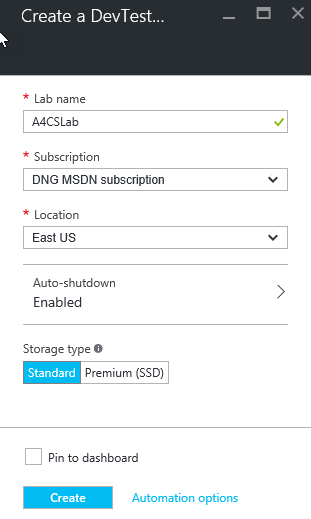 Create a DevTest...
* Lab name
A4CSLab
* Subscription
DNG MSDN subscription
* Location
East US
Auto-shutdown
Enabled
Storage type
Standard Premium (SSD)
Pin to dashboard
Create Automation options